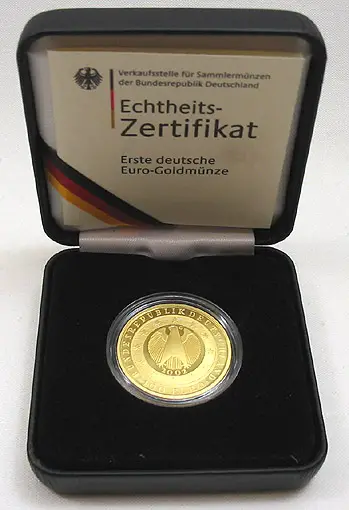 Verkaufsstelle für Sammlermünzen
der Bundesrepublik Deutschland
Echtheits-
Zertifikat
Erste deutsche
Euro-Goldmünze
BUNDESREPUBLIK DEUTSCHLAND
2002